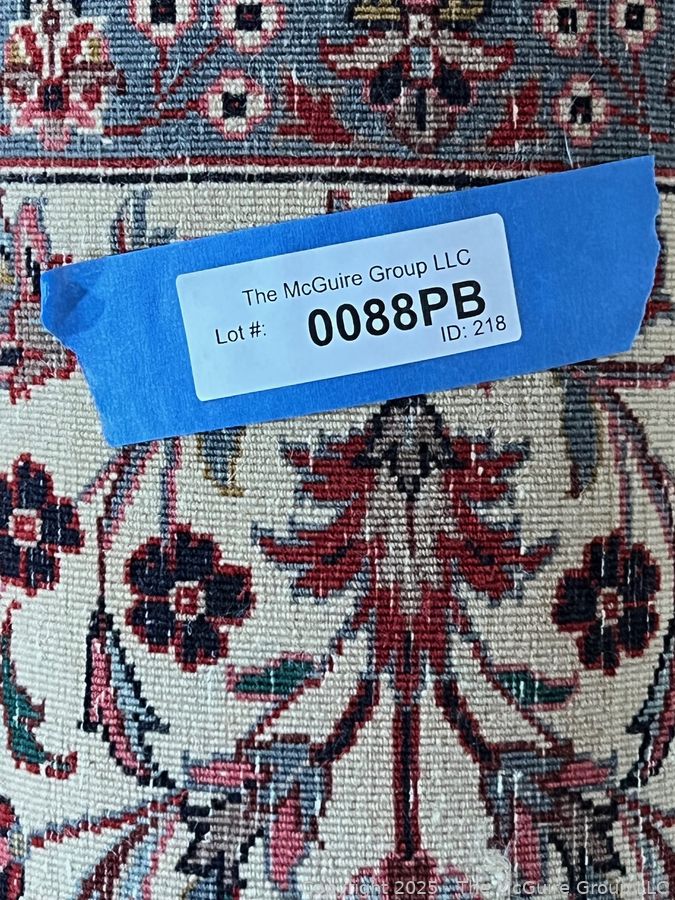 The McGuire Group LLC
Lot #: 0088PB
ID: 218
Copyright 2025 - The McGuire Group LLC